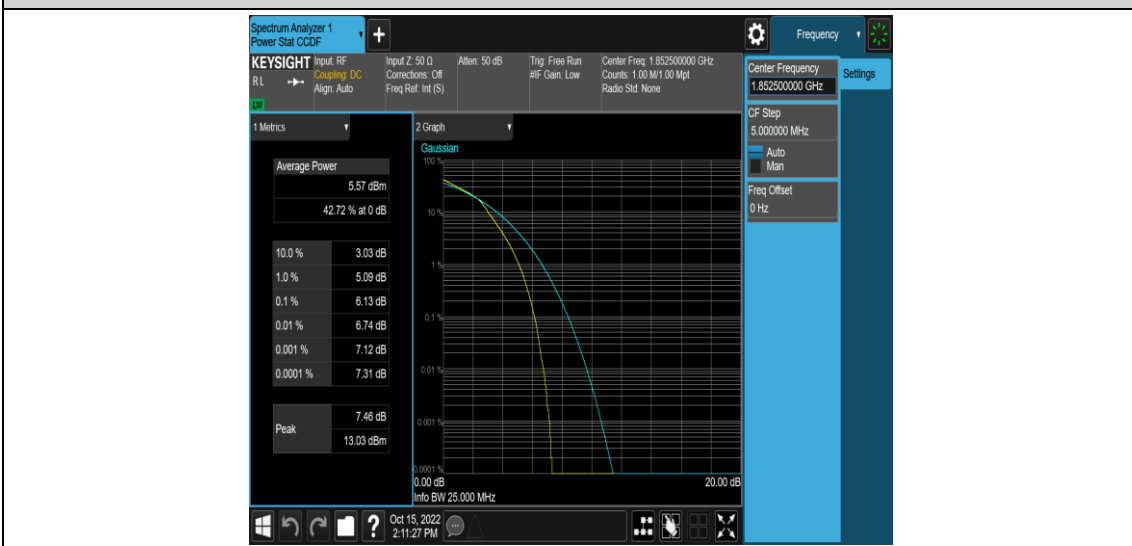 Spectrum Analyzer 1
Power Stat CCDF
+
Frequency
KEYSIGHT
Input: RF
Coupling: DC
Align: Auto
RL
LXI
Input Z: 50 Ω
Corrections: Off
Freq Ref: Int (S)
Atten: 50 dB
Trig: Free Run
#IF Gain: Low
Center Freq: 1.852500000 GHz
Counts: 1.00 M/1.00 Mpt
Radio Std: None
Center Frequency
1.852500000 GHz
Settings
CF Step
5.000000 MHz
Auto
Man
Freq Offset
0 Hz
1 Metrics
Average Power
5.57 dBm
42.72 % at 0 dB
10.0 % 3.03 dB
1.0 % 5.09 dB
0.1 % 6.13 dB
0.01 % 6.74 dB
0.001 % 7.12 dB
0.0001 % 7.31 dB
Peak
7.46 dB
13.03 dBm
2 Graph
Gaussian
100 %
10 %
1 %
0.1 %
0.01 %
0.001 %
0.0001 %
0.00 dB 20.00 dB
Info BW 25.000 MHz
?
Oct 15, 2022
2:11:27 PM